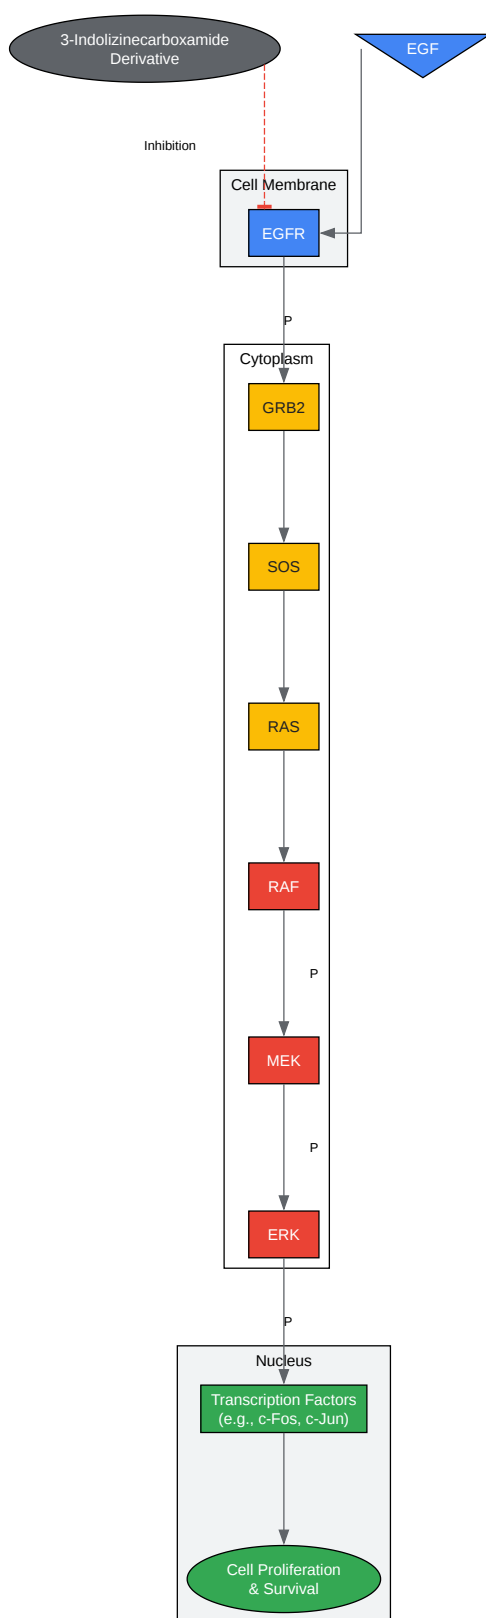 3-Indolizinecarboxamide
Derivative
EGF
Inhibition
Cell Membrane
EGFR
P
Cytoplasm
GRB2
SOS
RAS
RAF
P
MEK
P
ERK
P
Nucleus
Transcription Factors
(e.g., c-Fos, c-Jun)
Cell Proliferation
& Survival